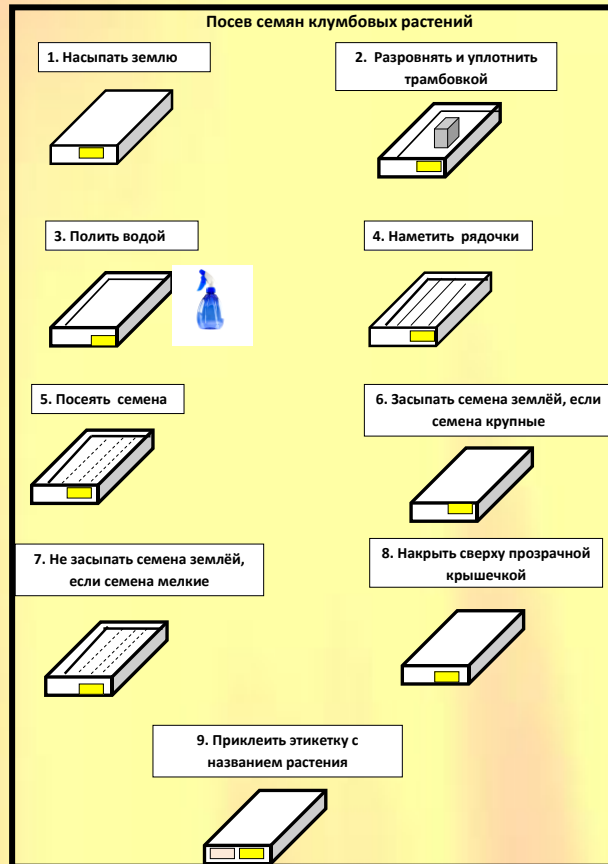 Посев семян клумбовых растений
1. Насыпать землю
2. Разровнять и уплотнить
трамбовкой
3. Полить водой
4. Наметить рядочки
5. Посеять семена
6. Засыпать семена землёй, если
семена крупные
7. Не засыпать семена землёй,
если семена мелкие
8. Накрыть сверху прозрачной
крышечкой
9. Приклеить этикетку с
названием растения